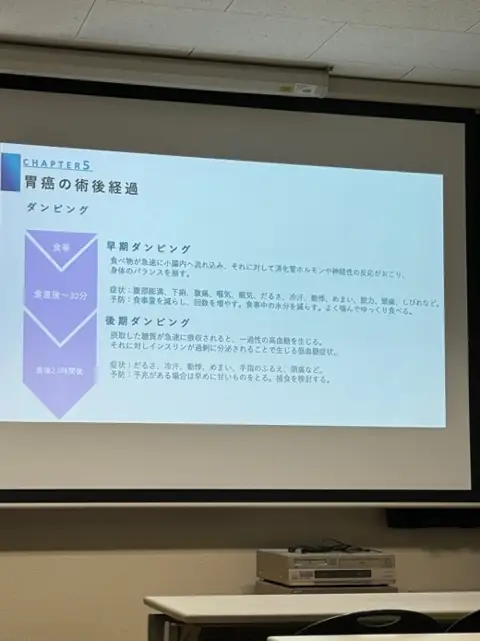 CHAPTER5
胃癌の術後経過
ダンピング
食事
早期ダンピング
食べ物が急速に小腸内へ流れ込み、それに対して消化管ホルモンや神経性の反応がおこり、
身体のバランスを崩す。
食直後~30分
症状：腹部膨満、下痢、腹痛、嘔気、眠気、だるさ、冷汗、動悸、めまい、脱力、頭痛、しびれなど。
予防：食事量を減らし、回数を増やす。食事中の水分を減らす。よく噛んでゆっくり食べる。
後期ダンピング
摂取した糖質が急速に吸収されると、一過性の高血糖を生じる。
それに対しインスリンが過剰に分泌されることで生じる低血糖症状。
食後2,3時間後
症状：だるさ、冷汗、動悸、めまい、手指のふるえ、頭痛など。
予防：予兆がある場合は早めに甘いものをとる。捕食を検討する。